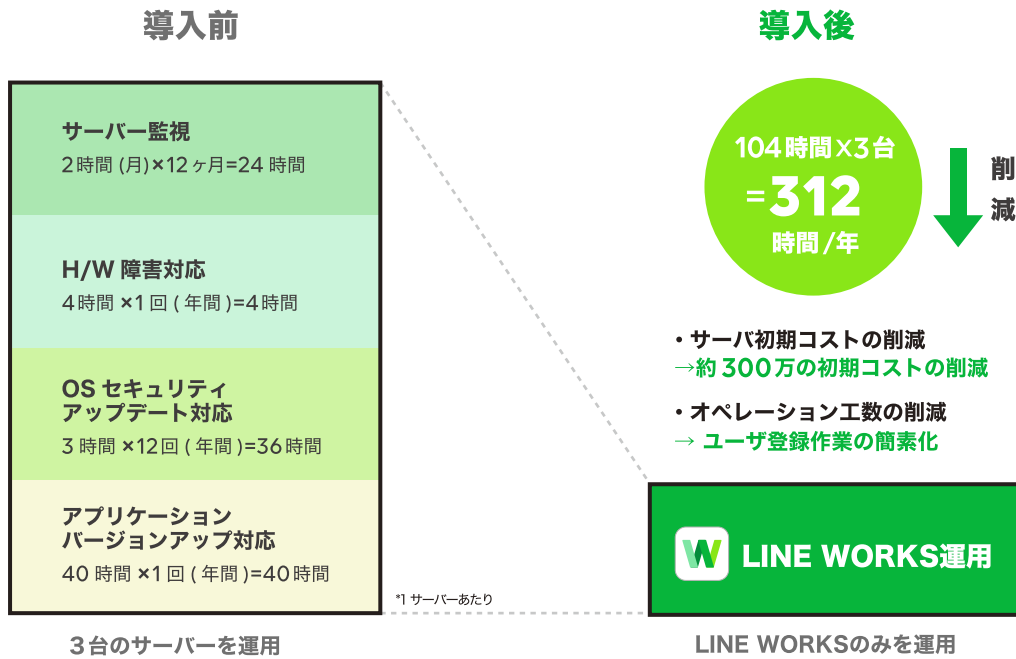 導入前
サーバー監視
2時間(月)×12ヶ月=24時間
H/W 障害対応
4時間×1回(年間)=4時間
OS セキュリティ
アップデート対応
3時間×12回(年間)=36時間
アプリケーション
バージョンアップ対応
40時間×1回(年間)=40時間
*1 サーバーあたり
3台のサーバーを運用
導入後
104時間×3台
=312
時間/年
削
減
・サーバ初期コストの削減
→約300万の初期コストの削減
・オペレーション工数の削減
→ ユーザ登録作業の簡素化
W LINE WORKS運用
LINE WORKSのみを運用